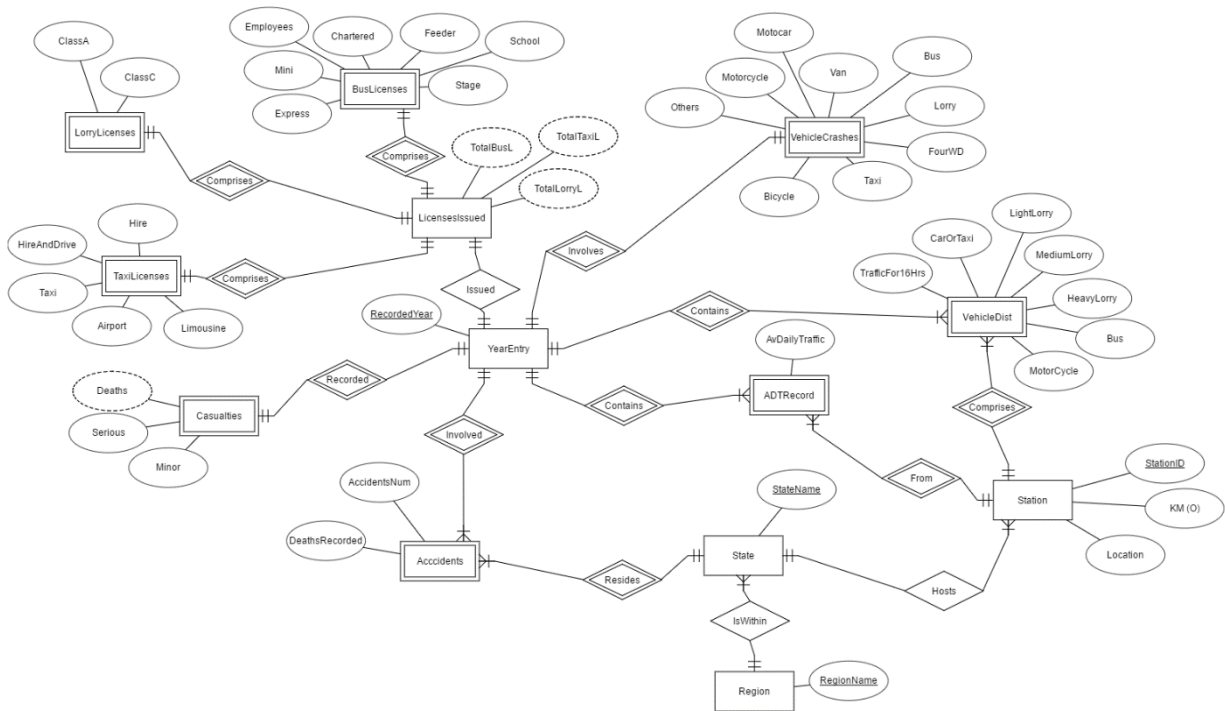 ClassA
ClassC
LorryLicenses
Employees
Chartered
Feeder
School
Mini
BusLicenses
Stage
Express
Comprises
Comprises
TotalBusL
TotalTaxiL
TotalLorryL
LicensesIssued
Hire
HireAndDrive
TaxiLicenses
Taxi
Airport
Limousine
Comprises
Issued
Motocar
Van
Bus
Motorcycle
Others
Lorry
VehicleCrashes
FourWD
Bicycle
Taxi
Involves
RecordedYear
YearEntry
Contains
LightLorry
CarOrTaxi
MediumLorry
TrafficFor16Hrs
HeavyLorry
VehicleDist
Bus
MotorCycle
AvDailyTraffic
Contains
ADTRecord
Comprises
Deaths
Serious
Casualties
Minor
Recorded
Involved
From
StationID
Station
KM (O)
Location
AccidentsNum
DeathsRecorded
Acccidents
Resides
StateName
State
Hosts
IsWithin
Region
RegionName